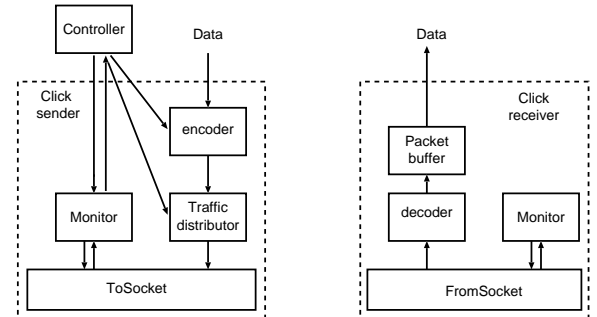 Controller
Data
Click
sender
encoder
Monitor
Traffic
distributor
ToSocket
Data
Click
receiver
Packet
buffer
decoder
Monitor
FromSocket